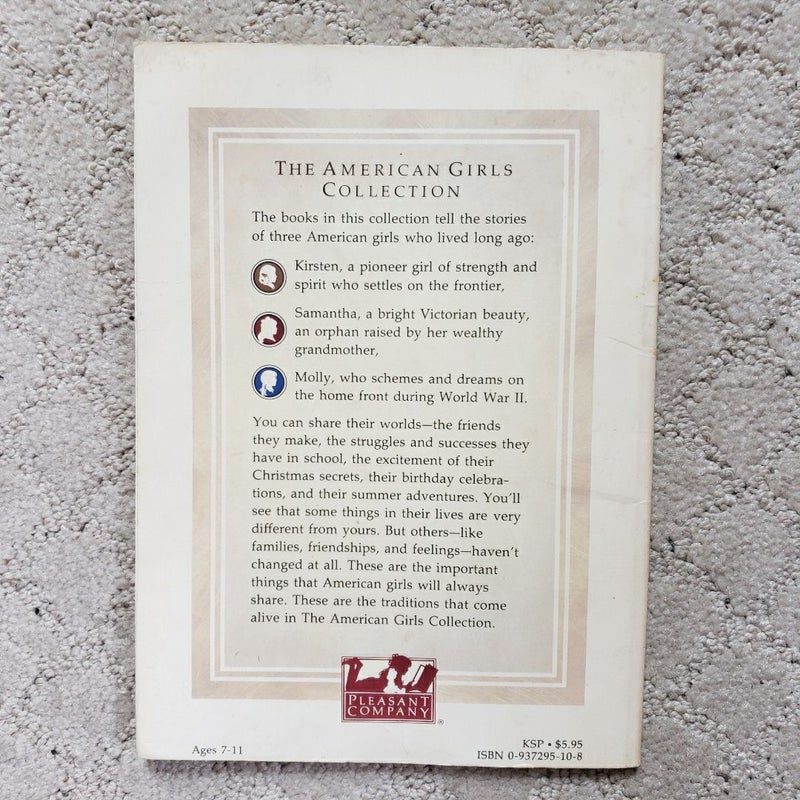 THE AMERICAN GIRLS
COLLECTION
The books in this collection tell the stories
of three American girls who lived long ago:
Kirsten, a pioneer girl of strength and
spirit who settles on the frontier,
Samantha, a bright Victorian beauty,
an orphan raised by her wealthy
grandmother,
Molly, who schemes and dreams on
the home front during World War II.
You can share their worlds—the friends
they make, the struggles and successes they
have in school, the excitement of their
Christmas secrets, their birthday celebra-
tions, and their summer adventures. You'll
see that some things in their lives are very
different from yours. But others—like
families, friendships, and feelings—haven't
changed at all. These are the important
things that American girls will always
share. These are the traditions that come
alive in The American Girls Collection.
PLEASANT
COMPANY®
Ages 7-11
KSP • $5.95
ISBN 0-937295-10-8